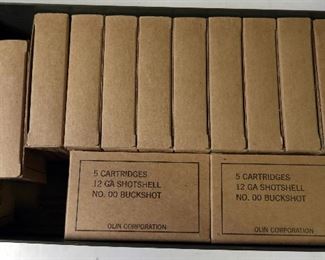 5 CARTRIDGES
12 GA SHOTSHELL
NO. 00 BUCKSHOT
OLIN CORPORATION
5 CARTRIDGES
12 GA SHOTSHELL
NO. 00 BUCKSHOT
OLIN CORPORATION